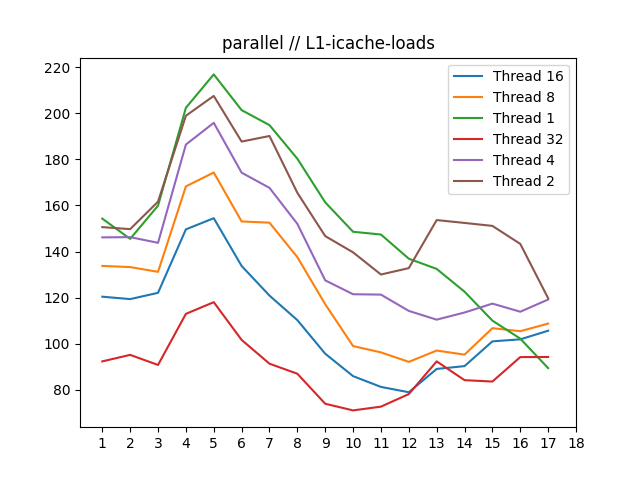 parallel // L1-icache-loads
220
200
180
160
140
120
100
80
Thread 16
Thread 8
Thread 1
Thread 32
Thread 4
Thread 2
1 2 3 4 5 6 7 8 9 10 11 12 13 14 15 16 17 18